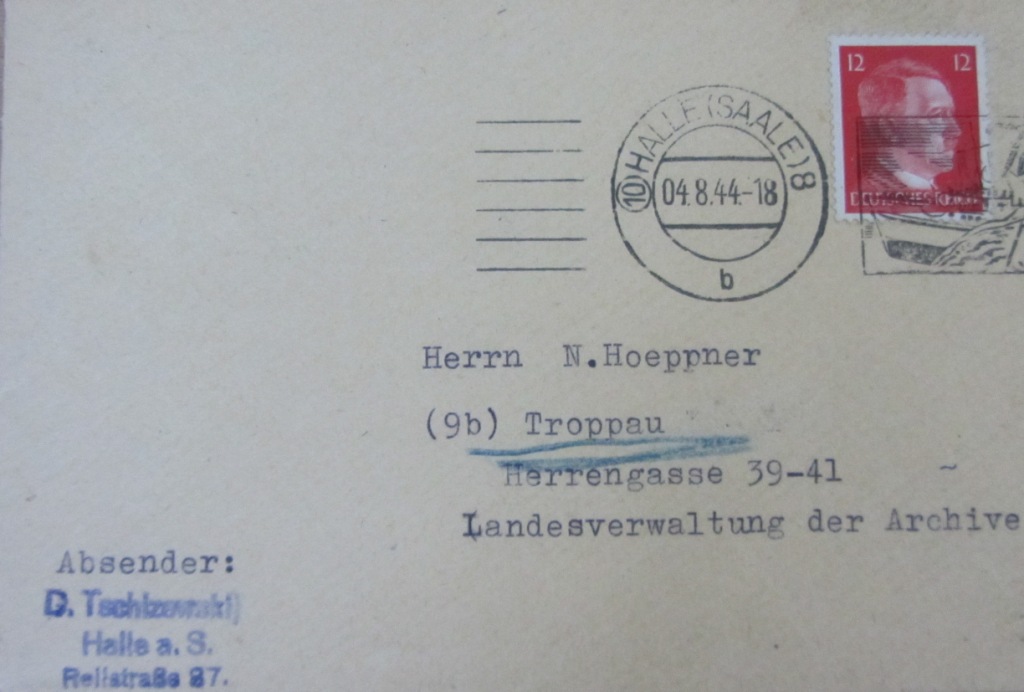 12 12
DEUTSCHES REICH
(10) HALLE (SAALE) 8
04.8.44.-18
b
Herrn N.Hoeppner
(9b) Troppau
Herrengasse 39-41
Landesverwaltung der Archive
Absender:
D. Tschizewskij
Halle a. S.
Reilstraße 87.